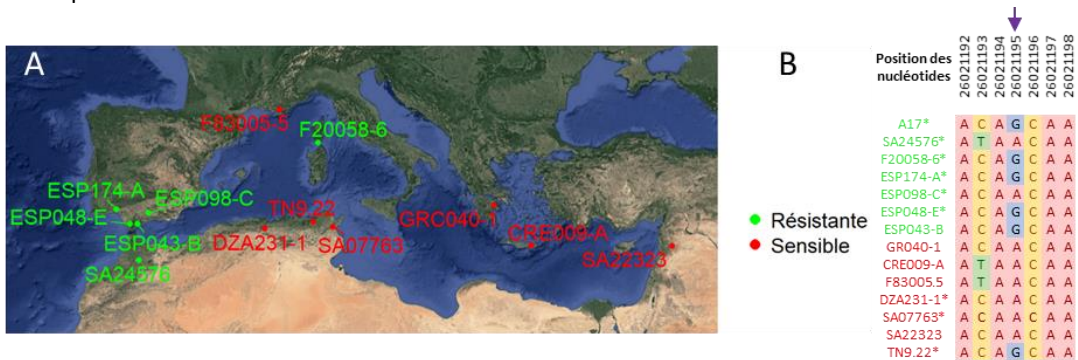 A
F83005-5
F20058-6
ESP174-A
ESP098-C
ESP048-E
ESP043-B
SA24576
TN9.22
DZA231-1
SA07763
GRC040-1
CRE009-A
SA22323
Résistante
Sensible
B
Position des
nucléotides
26021192
26021193
26021194
26021195
26021196
26021197
26021198
A17* A C A G C A A
SA24576* A T A A C A A
F20058-6* A C A G C A A
ESP174-A* A C A G C A A
ESP098-C* A C A A C A A
ESP048-E* A C A G C A A
ESP043-B A C A G C A A
GR040-1 A C A A C A A
CRE009-A A T A A C A A
F83005.5 A T A A C A A
DZA231-1* A C A A C A A
SA07763* A C A A C A A
SA22323 A C A A C A A
TN9.22* A C A G C A A